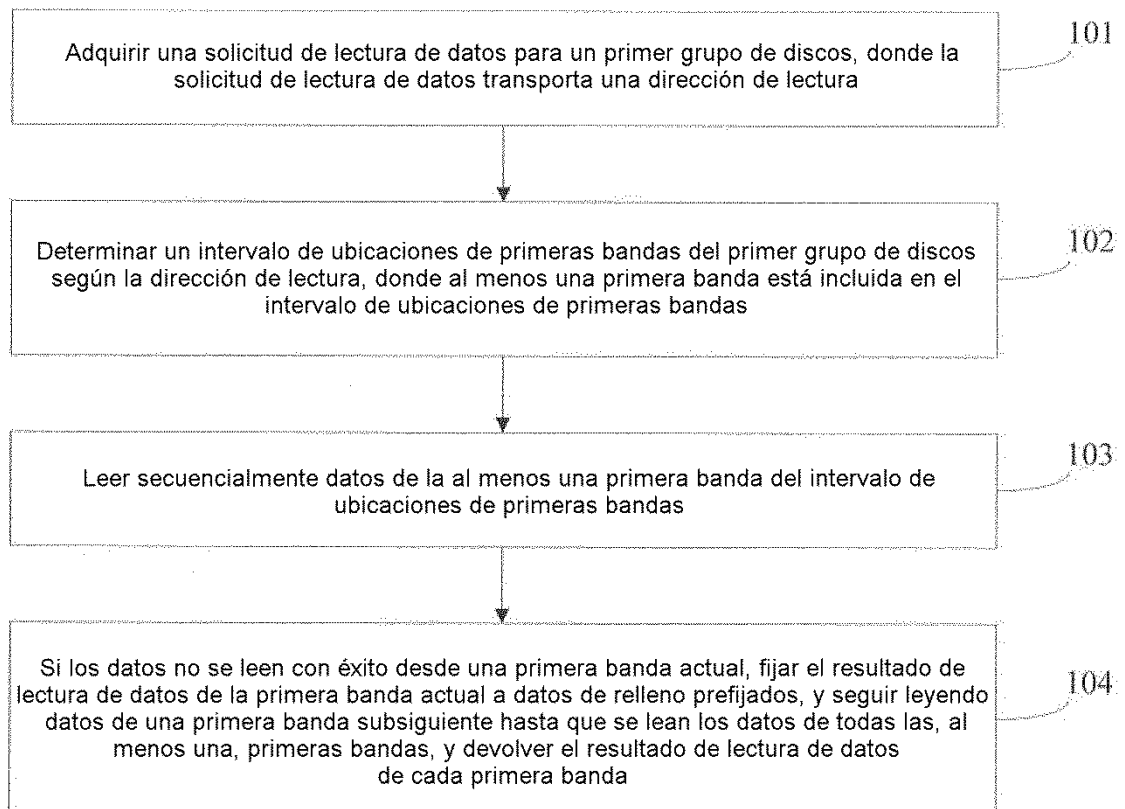 Adquirir una solicitud de lectura de datos para un primer grupo de discos, donde la
solicitud de lectura de datos transporta una dirección de lectura
101
Determinar un intervalo de ubicaciones de primeras bandas del primer grupo de discos
según la dirección de lectura, donde al menos una primera banda está incluida en el
intervalo de ubicaciones de primeras bandas
102
Leer secuencialmente datos de la al menos una primera banda del intervalo de
ubicaciones de primeras bandas
103
Si los datos no se leen con éxito desde una primera banda actual, fijar el resultado de
lectura de datos de la primera banda actual a datos de relleno prefijados, y seguir leyendo
datos de una primera banda subsiguiente hasta que se lean los datos de todas las, al
menos una, primeras bandas, y devolver el resultado de lectura de datos
de cada primera banda
104